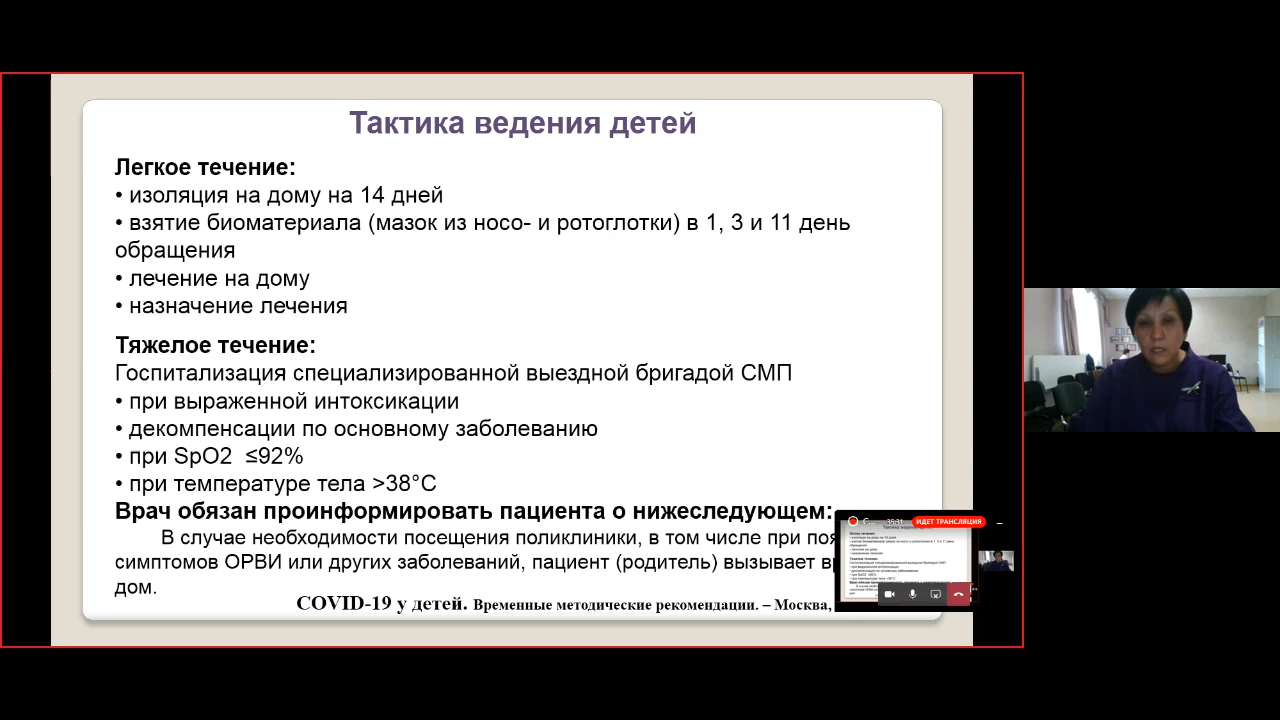 Тактика ведения детей
Легкое течение:
• изоляция на дому на 14 дней
• взятие биоматериала (мазок из носо- и ротоглотки) в 1, 3 и 11 день
обращения
• лечение на дому
• назначение лечения
Тяжелое течение:
Госпитализация специализированной выездной бригадой СМП
• при выраженной интоксикации
• декомпенсации по основному заболеванию
• при SpO2 ≤92%
• при температуре тела >38°С
Врач обязан проинформировать пациента о нижеследующем:
В случае необходимости посещения поликлиники, в том числе при
симптомов ОРВИ или других заболеваний, пациент (родитель) вызывает
дом.
COVID-19 у детей. Временные методические рекомендации. – Москва,
35:31 ИДЕТ ТРАНСЛЯЦИЯ